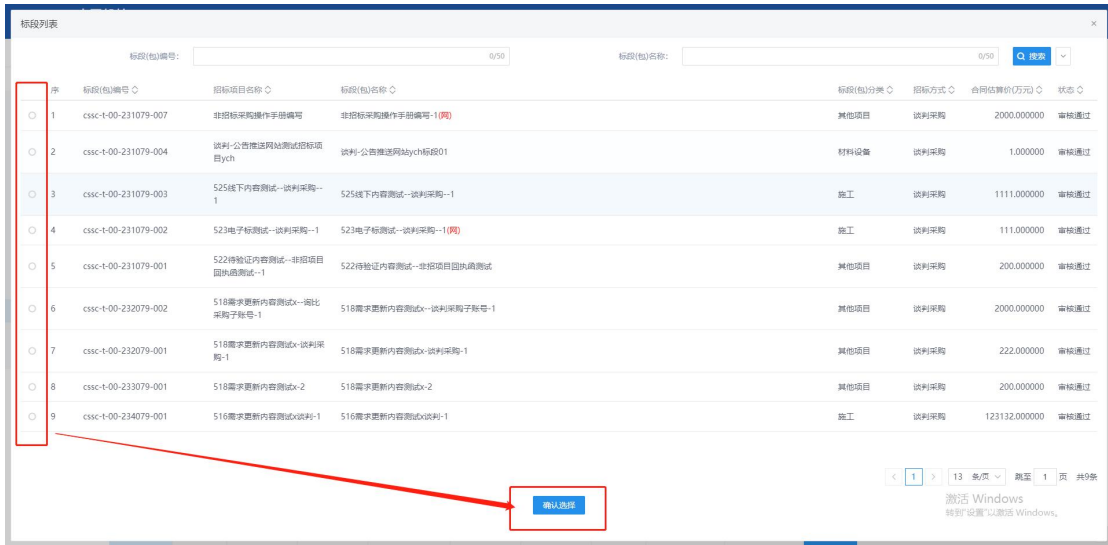 标段列表 ×
标段(包)编号: 0/50 标段(包)名称: 0/50 搜索
序 标段(包)编号 招标项目名称 标段(包)名称 标段(包)分类 招标方式 合同估算价(万元) 状态
1 cssc-t-00-231079-007 非招标采购操作手册编写 非招标采购操作手册编写-1(网) 其他项目 谈判采购 2000.000000 审核通过
2 cssc-t-00-231079-004 谈判-公告推送网站测试招标项 谈判-公告推送网站ych标段01 材料设备 谈判采购 1.000000 审核通过
目ych
3 cssc-t-00-231079-003 525线下内容测试--谈判采购-- 525线下内容测试--谈判采购--1 施工 谈判采购 1111.000000 审核通过
1
4 cssc-t-00-231079-002 523电子标测试--谈判采购--1 523电子标测试--谈判采购--1(网) 施工 谈判采购 111.000000 审核通过
5 cssc-t-00-231079-001 522待验证内容测试--非招项目 522待验证内容测试--非招项目回执函测试 其他项目 谈判采购 200.000000 审核通过
回执函测试--1
6 cssc-t-00-232079-002 518需求更新内容测试x--询比 518需求更新内容测试x--谈判采购子账号-1 其他项目 谈判采购 2000.000000 审核通过
采购子账号-1
7 cssc-t-00-232079-001 518需求更新内容测试x-谈判采 518需求更新内容测试x-谈判采购-1 其他项目 谈判采购 222.000000 审核通过
购-1
8 cssc-t-00-233079-001 518需求更新内容测试x-2 518需求更新内容测试x-2 其他项目 谈判采购 200.000000 审核通过
9 cssc-t-00-234079-001 516需求更新内容测试x谈判-1 516需求更新内容测试x谈判-1 施工 谈判采购 123132.000000 审核通过
< 1 > 13 条/页 跳至 1 页 共9条
确认选择
激活 Windows
转到"设置"以激活 Windows。